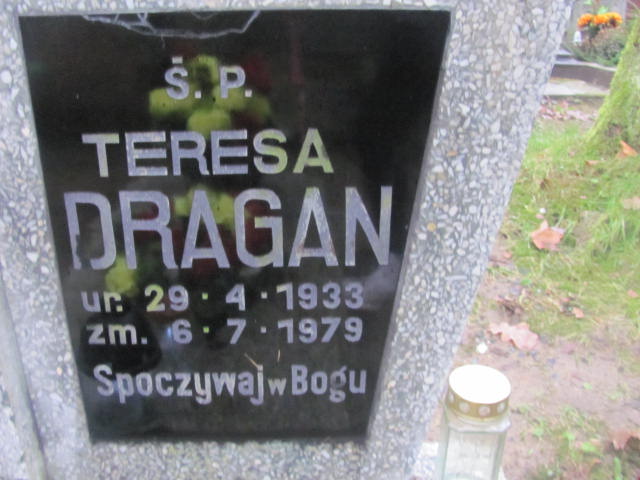 Ś. P.
TERESA
DRAGAN
ur. 29 · 4 · 1933
zm. 6 · 7 · 1979
Spoczywaj w Bogu